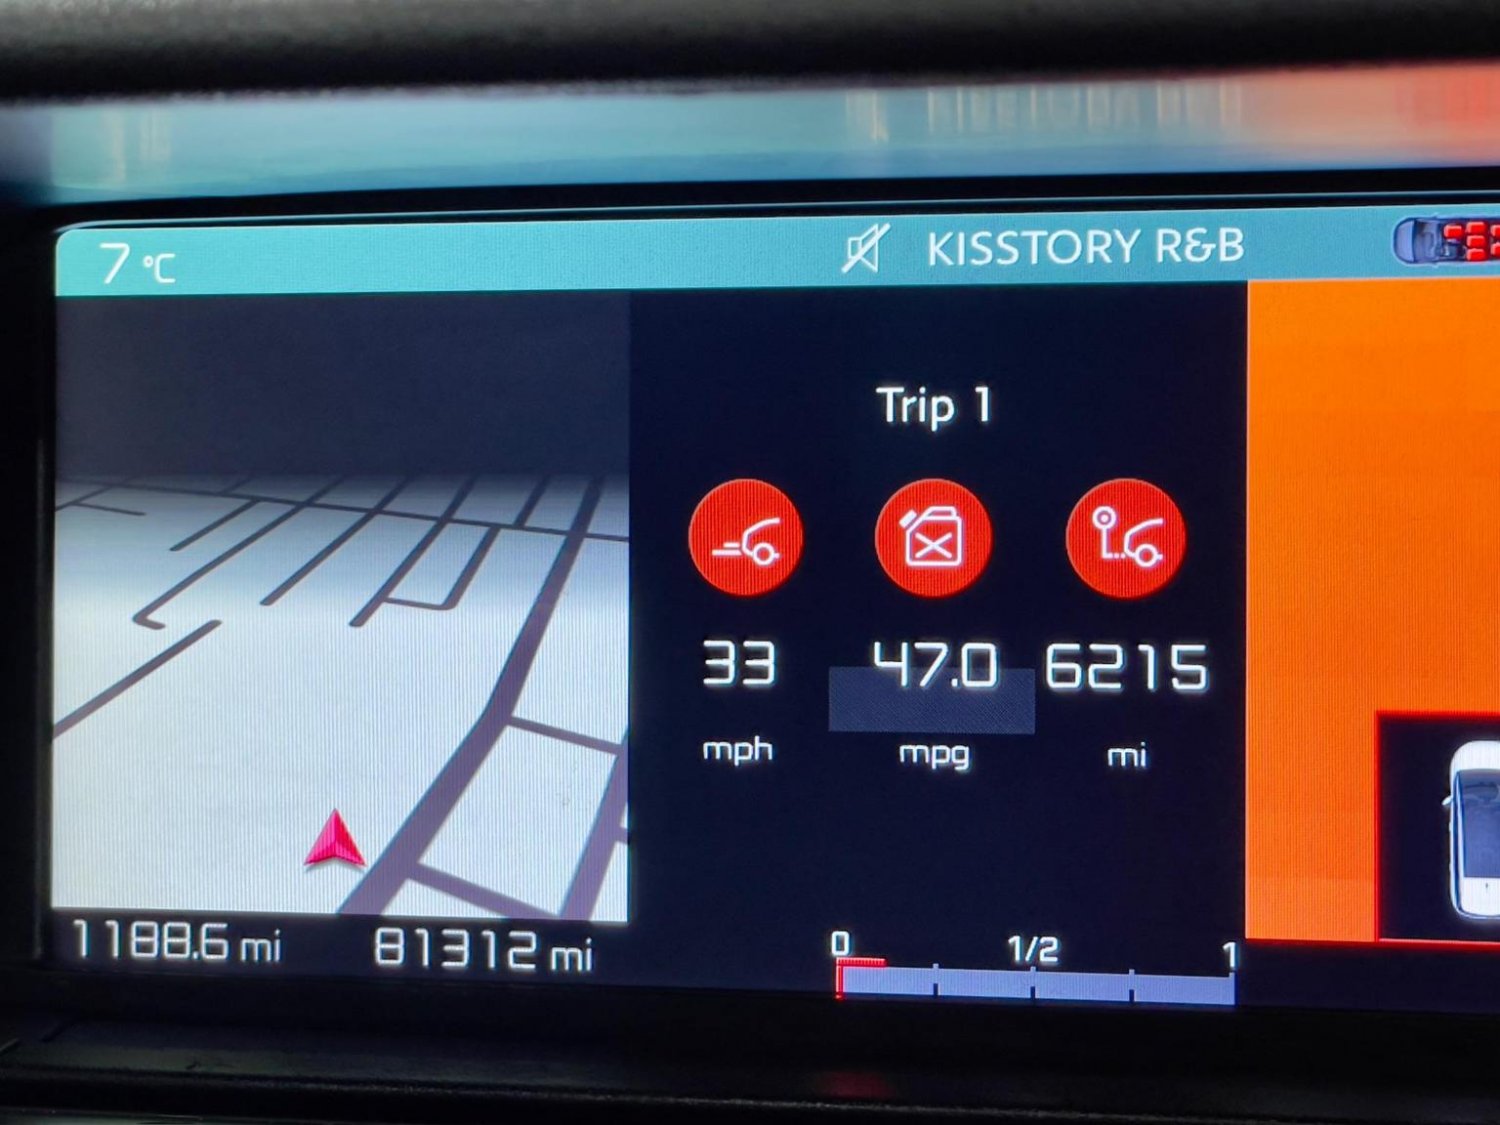 7 °C
KISSTORY R&B
Trip 1
33 47.0 6215
mph mpg mi
1188.6 mi 81312 mi
0 1/2 1